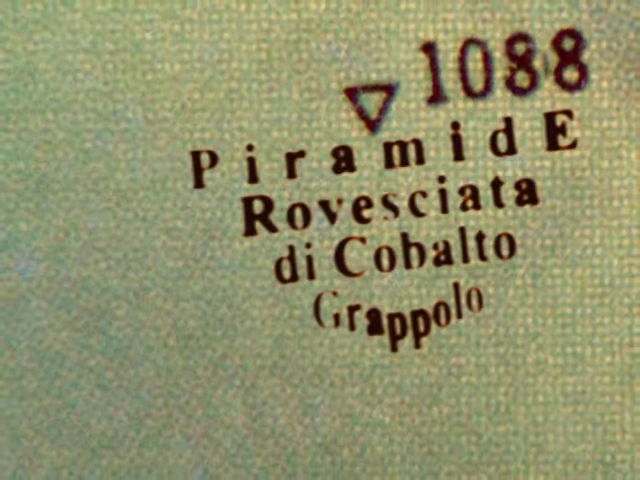 ▽ 1088
PiramidE
Rovesciata
di Cobalto
Grappolo